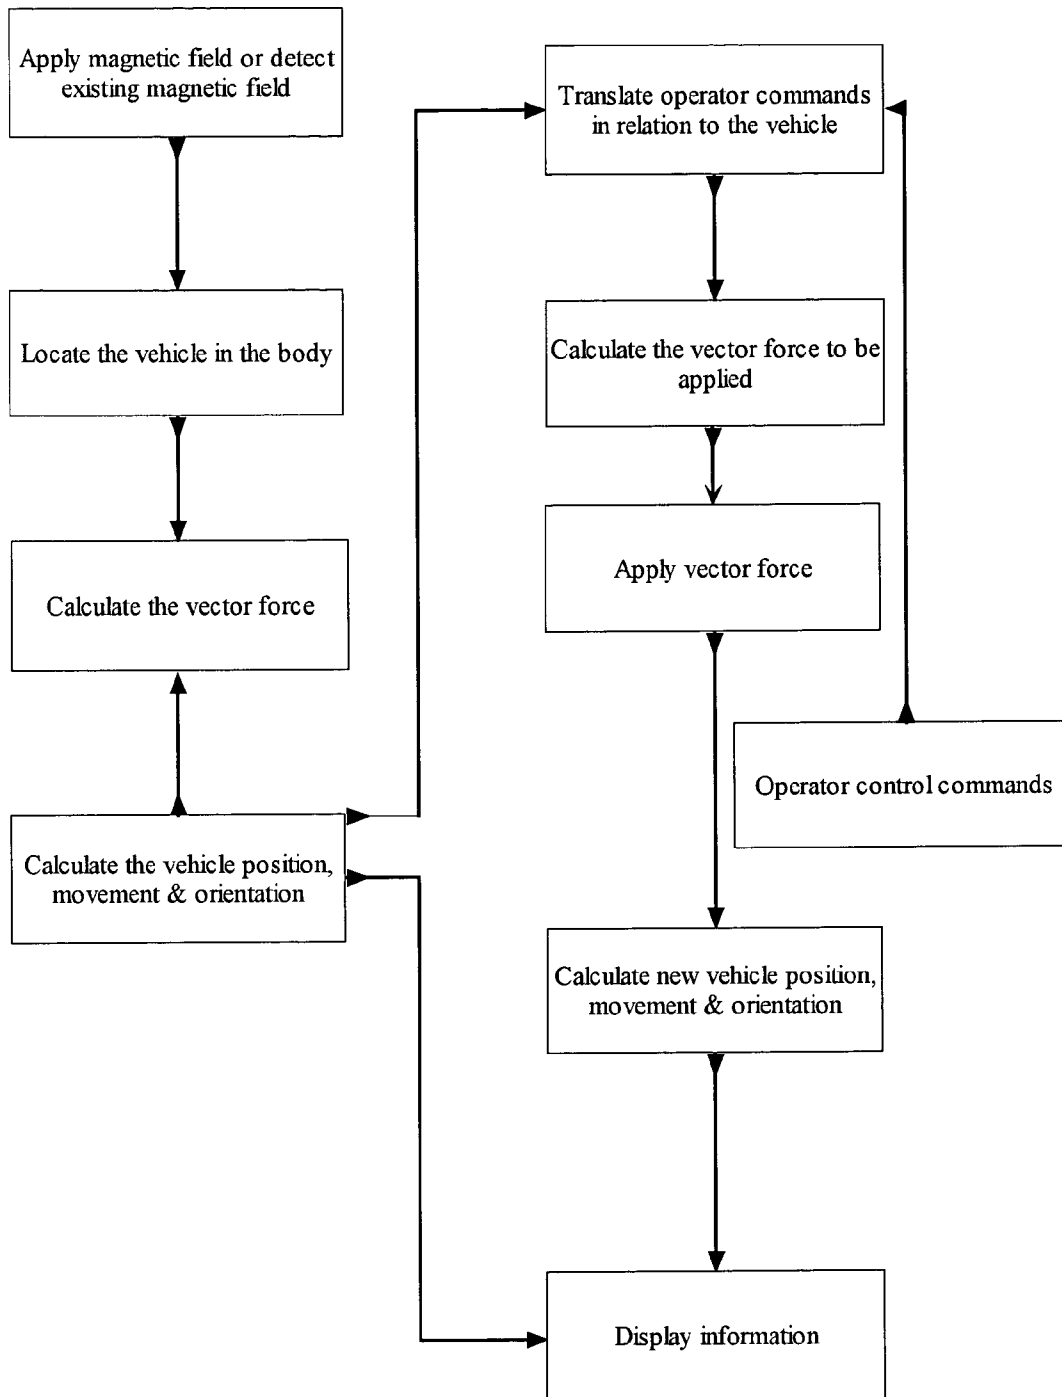 Apply magnetic field or detect
existing magnetic field
Locate the vehicle in the body
Calculate the vector force
Calculate the vehicle position,
movement & orientation
Translate operator commands
in relation to the vehicle
Calculate the vector force to be
applied
Apply vector force
Operator control commands
Calculate new vehicle position,
movement & orientation
Display information